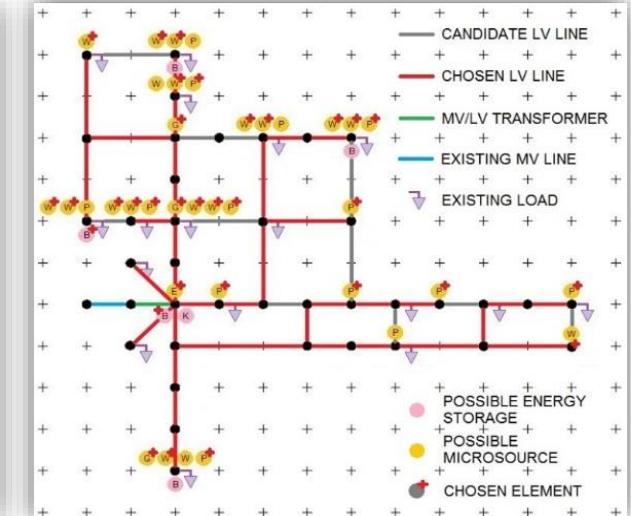 CANDIDATE LV LINE
W W W P
B
W W P
CHOSEN LV LINE
G W W P W W P
MV/LV TRANSFORMER
B
EXISTING MV LINE
W W P W W P G W W P P
EXISTING LOAD
B
E P P P P
B K
P W
POSSIBLE ENERGY
STORAGE
POSSIBLE
MICROSOURCE
G W W P
B
CHOSEN ELEMENT